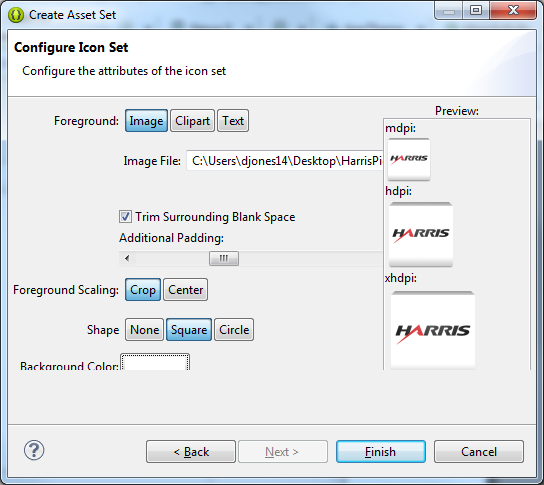 Create Asset Set
Configure Icon Set
Configure the attributes of the icon set
Foreground: Image Clipart Text
Image File: C:\Users\djones14\Desktop\HarrisPi
Trim Surrounding Blank Space
Additional Padding:
Foreground Scaling: Crop Center
Shape None Square Circle
Background Color:
Preview:
mdpi:
HARRIS
hdpi:
HARRIS
xhdpi:
HARRIS
? < Back Next > Finish Cancel